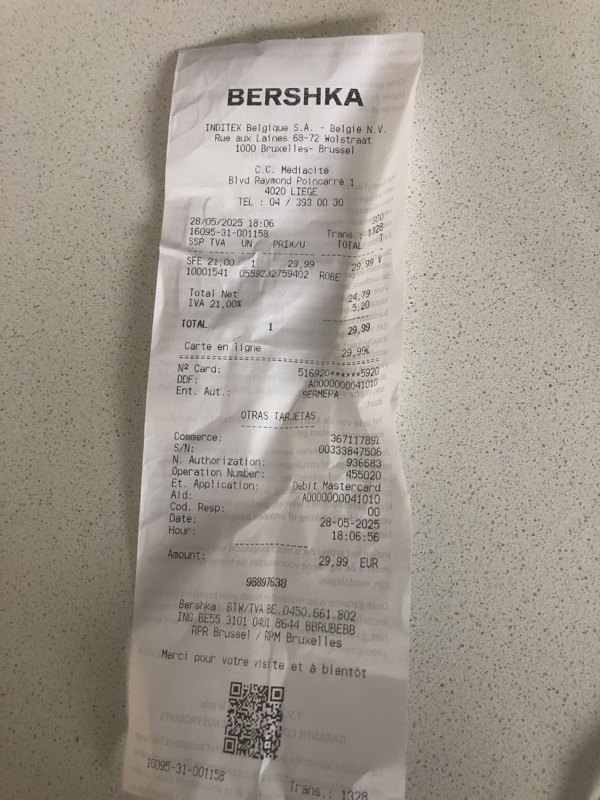 BERSHKA
INDITEX Belgique S.A. - België N.V.
Rue aux Laines 68-72 Wolstraat
1000 Bruxelles- Brussel
C.C. Médiacité
Blvd Raymond Poincarre 1
4020 LIEGE
TEL : 04 / 393 00 30
28/05/2025 18:06
16095-31-001158 Trans.: 1328
SSP TVA UN PRIX/U TOTAL T
SFE 21,00 1 29,99 29,99 V
10001541 0559232759402 ROBE
Total Net 24,79
IVA 21,00% 5,20
TOTAL 1 29,99
Carte en ligne 29,99€
Nº Card: 516920******5920
DDF: A0000000041010
Ent. Aut.: SERMEPA
OTRAS TARJETAS
Commerce: 367117891
S/N: 00333847506
N. Authorization: 936583
Operation Number: 455020
Et. Application: Debit Mastercard
Aid: A0000000041010
Cod. Resp: 00
Date: 28-05-2025
Hour: 18:06:56
Amount: 29,99 EUR
98897638
Bershka: BTW/TVA BE.0450.661.802
ING BE55 3101 0401 8644 BBRUBEBB
RPR Brussel / RPM Bruxelles
Merci pour votre visite et à bientôt
16095-31-001158 Trans.: 1328